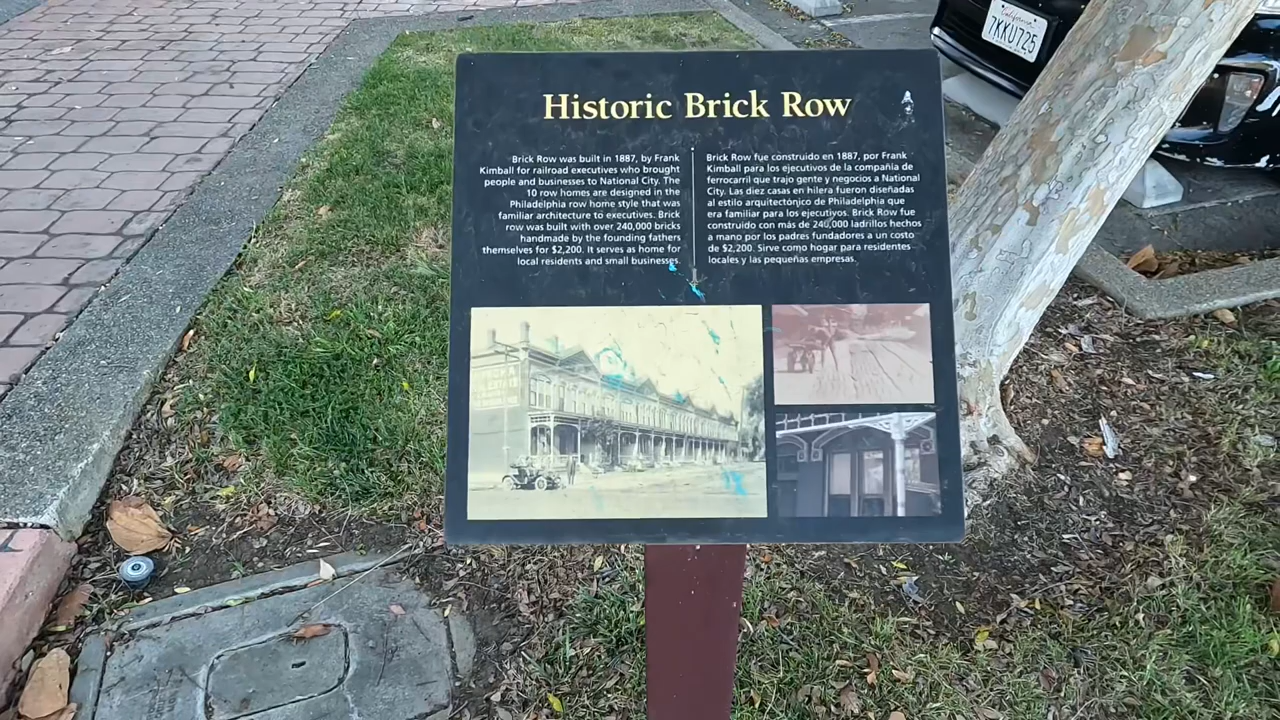 Historic Brick Row
Brick Row was built in 1887, by Frank
Kimball for railroad executives who brought
people and businesses to National City. The
10 row homes are designed in the
Philadelphia row home style that was
familiar architecture to executives. Brick
row was built with over 240,000 bricks
handmade by the founding fathers
themselves for $2,200. It serves as home for
local residents and small businesses.
Brick Row fue construido en 1887, por Frank
Kimball para los ejecutivos de la compañia de
ferrocarril que trajo gente y negocios a National
City. Las diez casas en hilera fueron diseñadas
al estilo arquitectónjco de Philadelphia que
era familiar para los ejecutivos. Brick Row fue
construido con más de 240,000 ladrillos hechos
a mano por los padres fundadores a un costo
de $2,200. Sirve como hogar para residentes
locales y las pequeñas empresas.
California
7KKU725